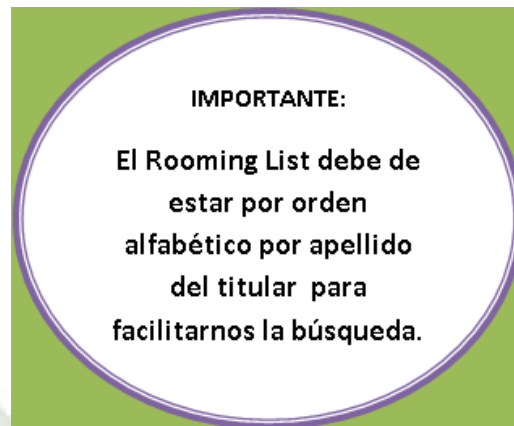 IMPORTANTE:
El Rooming List debe de
estar por orden
alfabético por apellido
del titular  para
facilitarnos la búsqueda.